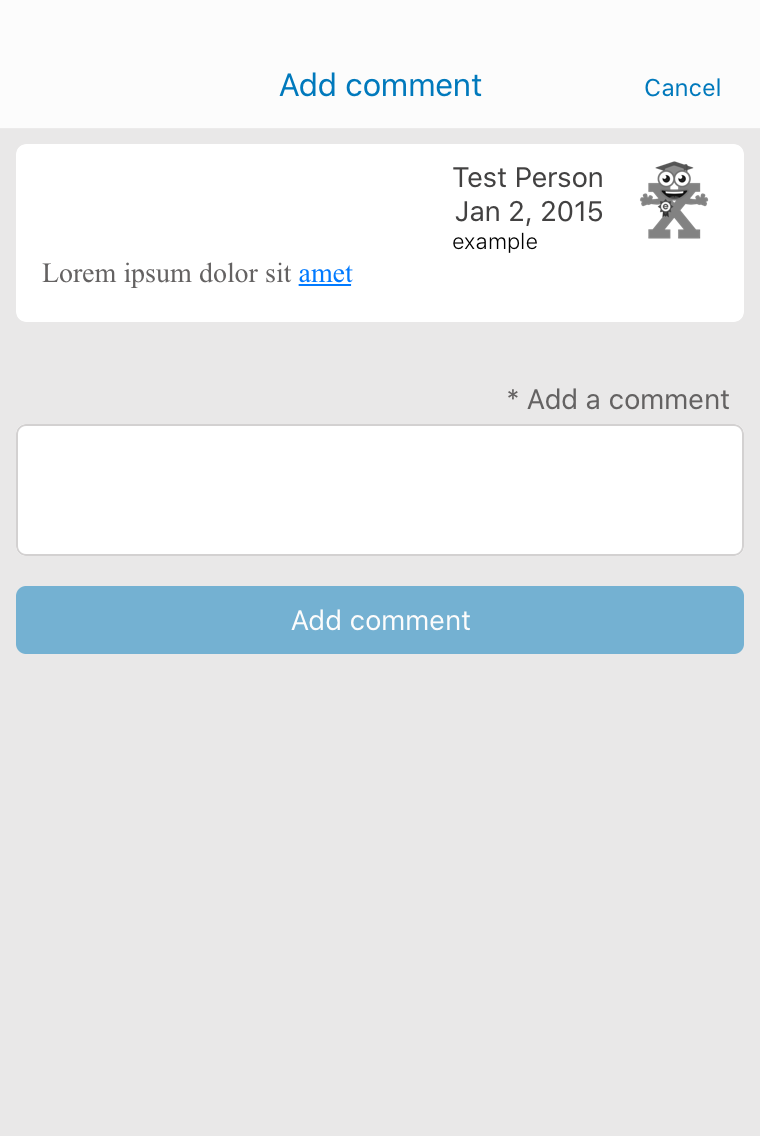 Add comment
Cancel
Test Person
Jan 2, 2015
example
Lorem ipsum dolor sit amet
* Add a comment
Add comment